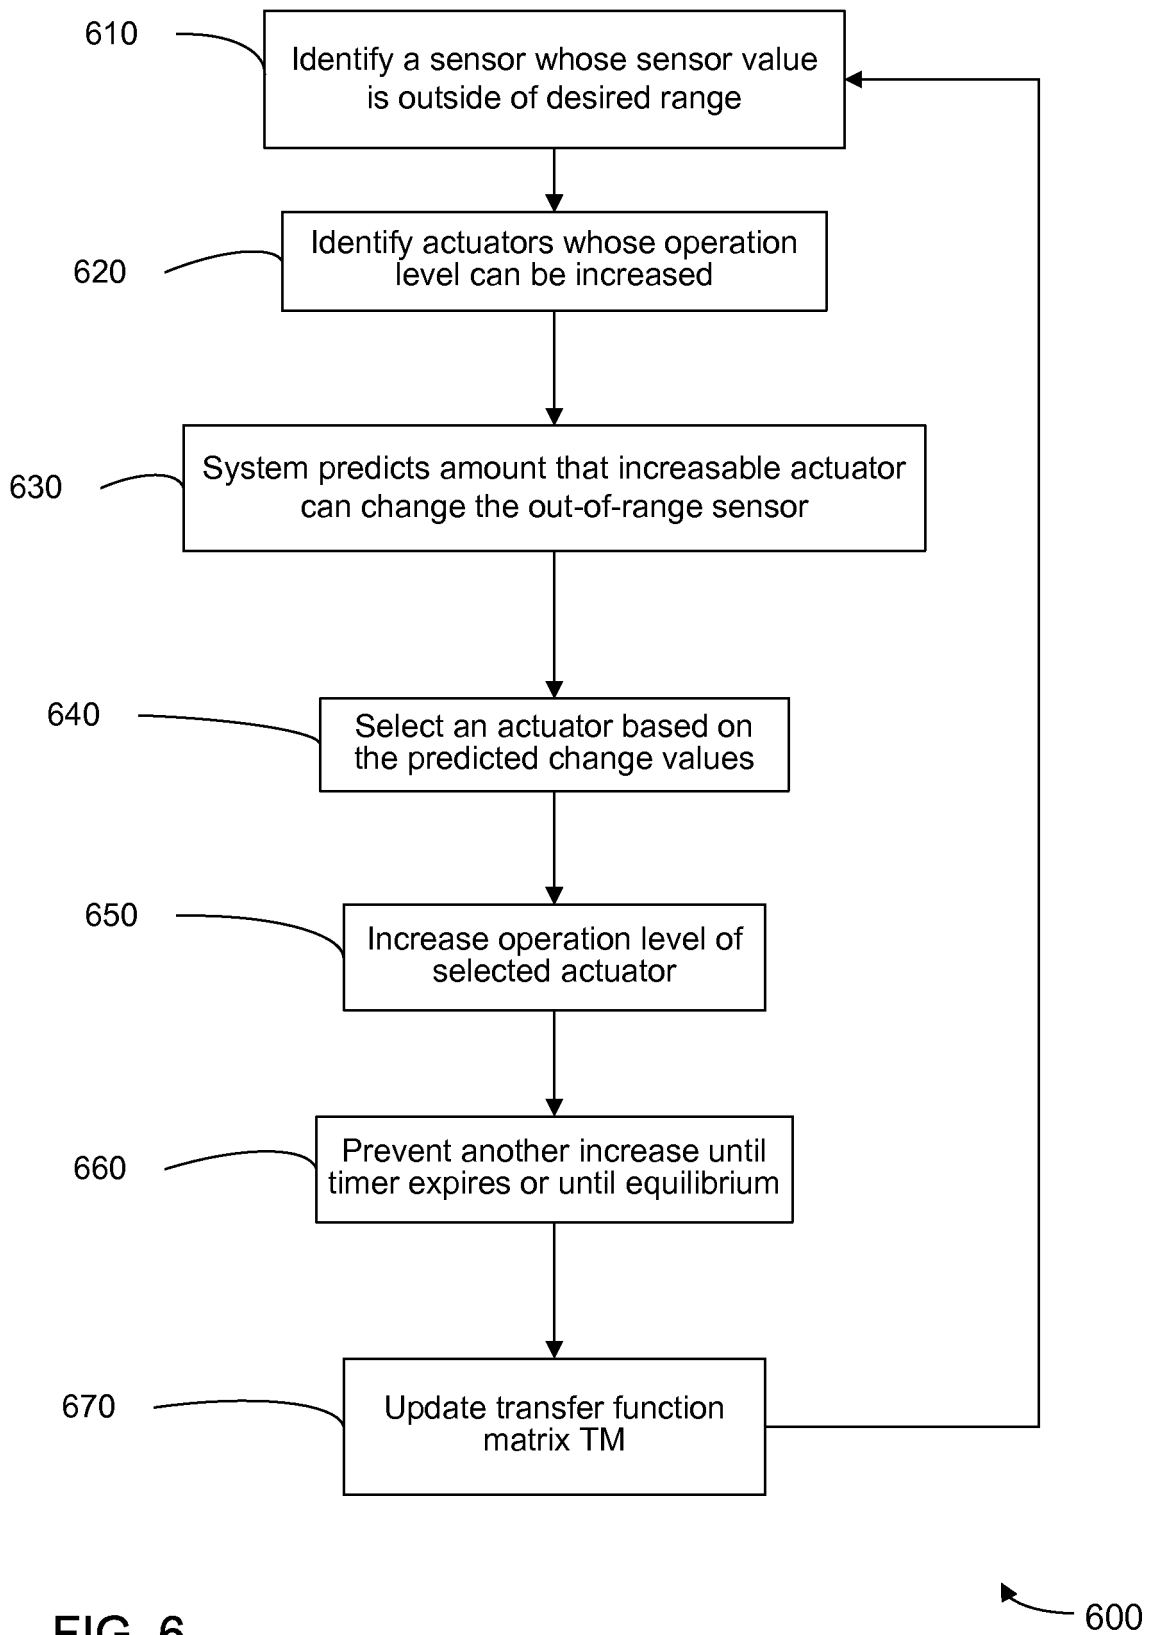 610
Identify a sensor whose sensor value
is outside of desired range
620
Identify actuators whose operation
level can be increased
630
System predicts amount that increasable actuator
can change the out-of-range sensor
640
Select an actuator based on
the predicted change values
650
Increase operation level of
selected actuator
660
Prevent another increase until
timer expires or until equilibrium
670
Update transfer function
matrix TM
600
FIG. 6